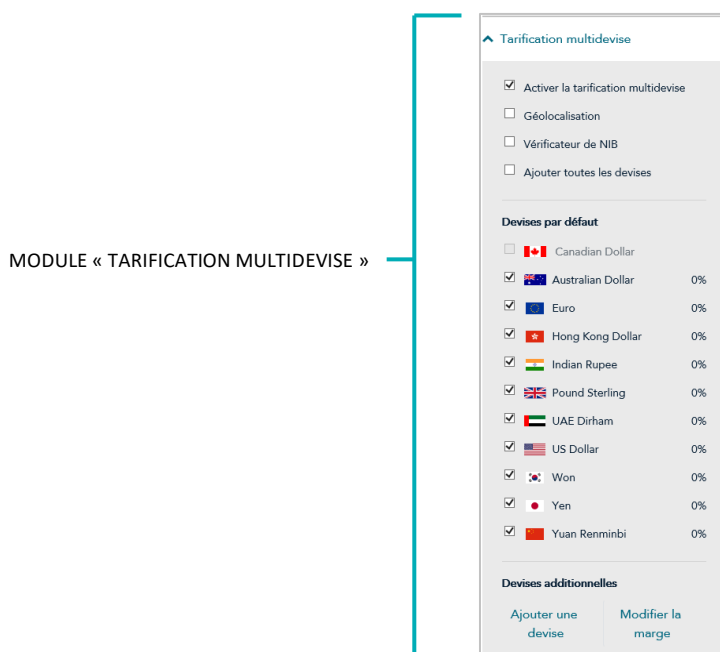 MODULE « TARIFICATION MULTIDEVISE »
Tarification multidevise
Activer la tarification multidevise
Géolocalisation
Vérificateur de NIB
Ajouter toutes les devises
Devises par défaut
Canadian Dollar
Australian Dollar 0%
Euro 0%
Hong Kong Dollar 0%
Indian Rupee 0%
Pound Sterling 0%
UAE Dirham 0%
US Dollar 0%
Won 0%
Yen 0%
Yuan Renminbi 0%
Devises additionnelles
Ajouter une
devise
Modifier la
marge